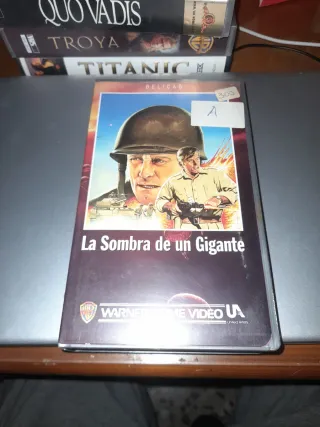 QUO VADIS
TROYA
TITANIC
BELICAS
1
La Sombra de un Gigante
WARNER HOME VIDEO
UA